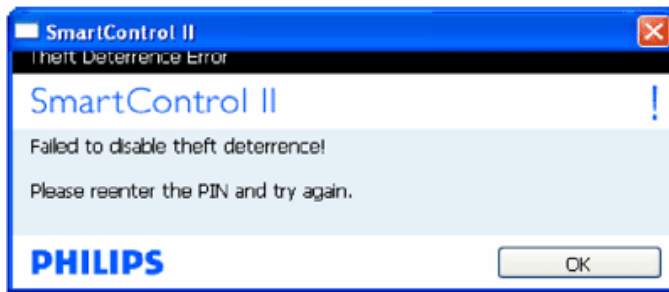 SmartControl II
Theft Deterrence Error
SmartControl II
!
Failed to disable theft deterrence!
Please reenter the PIN and try again.
PHILIPS
OK